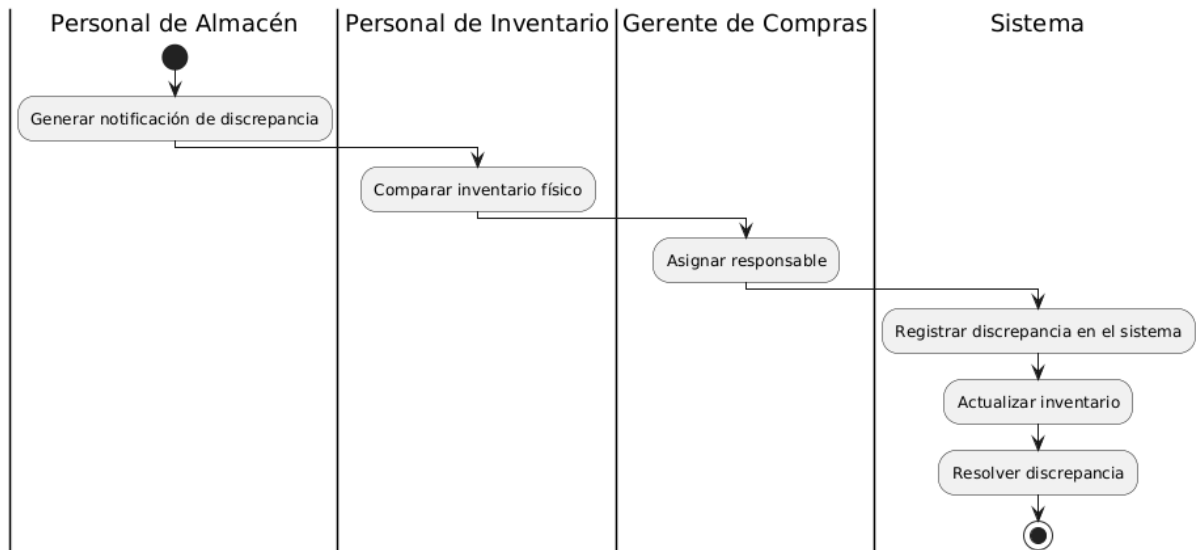 Personal de Almacén
Personal de Inventario
Gerente de Compras
Sistema
Generar notificación de discrepancia
Comparar inventario físico
Asignar responsable
Registrar discrepancia en el sistema
Actualizar inventario
Resolver discrepancia